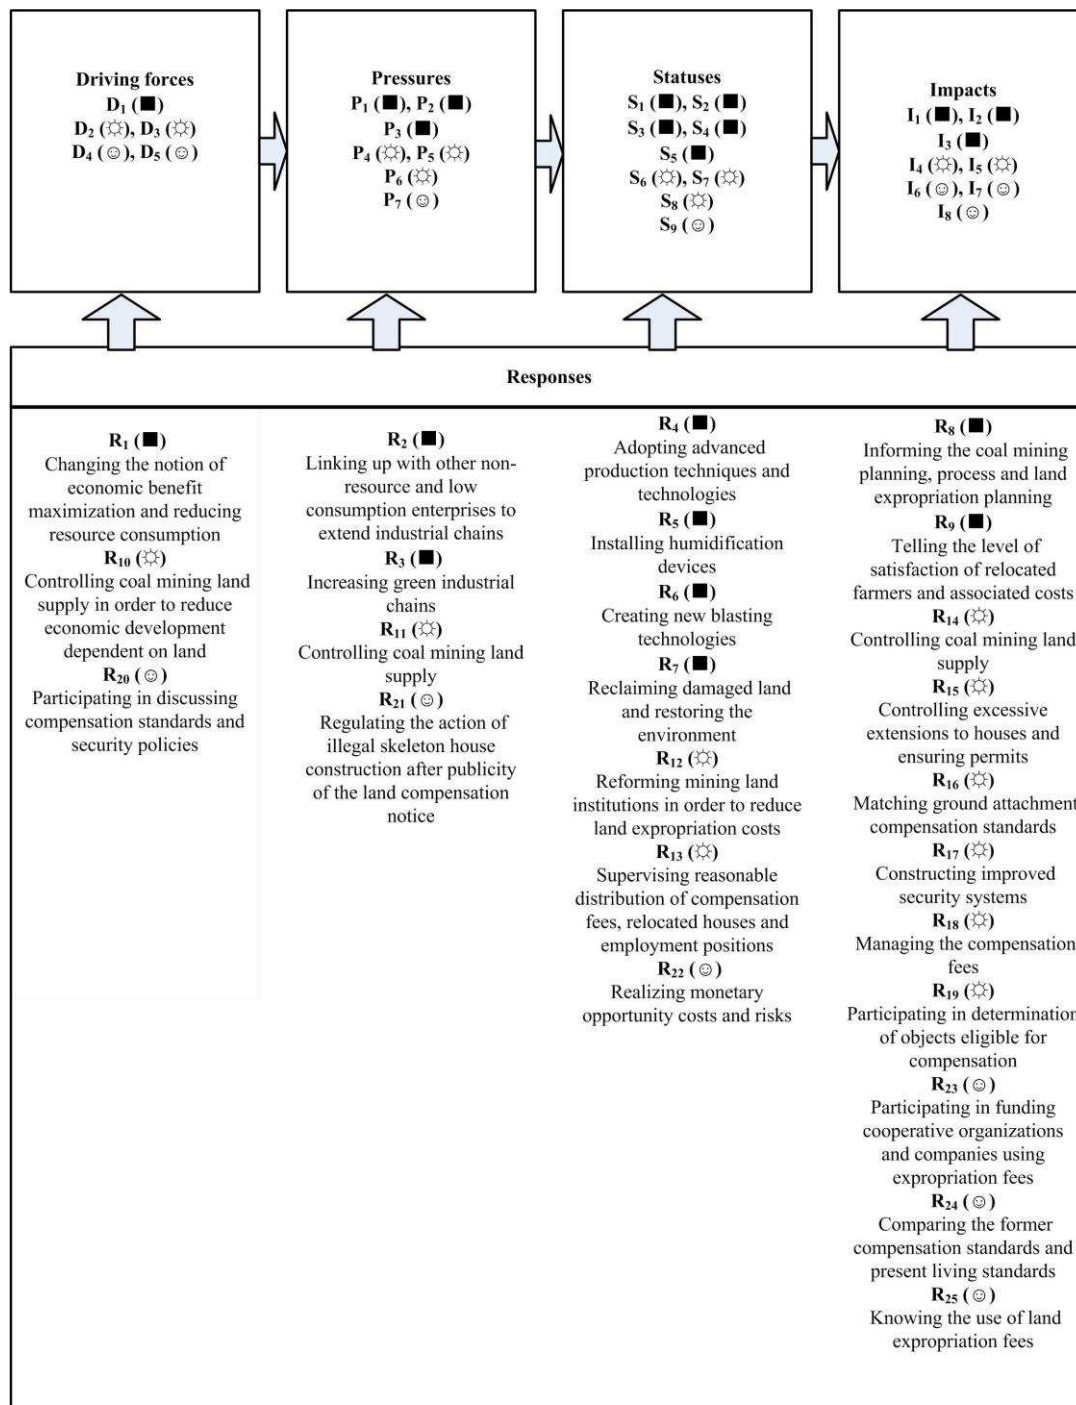 Driving forces
D₁ (■)
D₂ (☼), D₃ (☼)
D₄ (☺), D₅ (☺)
Pressures
P₁ (■), P₂ (■)
P₃ (■)
P₄ (☼), P₅ (☼)
P₆ (☼)
P₇ (☺)
Statuses
S₁ (■), S₂ (■)
S₃ (■), S₄ (■)
S₅ (■)
S₆ (☼), S₇ (☼)
S₈ (☼)
S₉ (☺)
Impacts
I₁ (■), I₂ (■)
I₃ (■)
I₄ (☼), I₅ (☼)
I₆ (☺), I₇ (☺)
I₈ (☺)
Responses
R₁ (■)
Changing the notion of
economic benefit
maximization and reducing
resource consumption
R₁₀ (☼)
Controlling coal mining land
supply in order to reduce
economic development
dependent on land
R₂₀ (☺)
Participating in discussing
compensation standards and
security policies
R₂ (■)
Linking up with other non-
resource and low
consumption enterprises to
extend industrial chains
R₃ (■)
Increasing green industrial
chains
R₁₁ (☼)
Controlling coal mining land
supply
R₂₁ (☺)
Regulating the action of
illegal skeleton house
construction after publicity
of the land compensation
notice
R₄ (■)
Adopting advanced
production techniques and
technologies
R₅ (■)
Installing humidification
devices
R₆ (■)
Creating new blasting
technologies
R₇ (■)
Reclaiming damaged land
and restoring the
environment
R₁₂ (☼)
Reforming mining land
institutions in order to reduce
land expropriation costs
R₁₃ (☼)
Supervising reasonable
distribution of compensation
fees, relocated houses and
employment positions
R₂₂ (☺)
Realizing monetary
opportunity costs and risks
R₈ (■)
Informing the coal mining
planning, process and land
expropriation planning
R₉ (■)
Telling the level of
satisfaction of relocated
farmers and associated costs
R₁₄ (☼)
Controlling coal mining land
supply
R₁₅ (☼)
Controlling excessive
extensions to houses and
ensuring permits
R₁₆ (☼)
Matching ground attachment
compensation standards
R₁₇ (☼)
Constructing improved
security systems
R₁₈ (☼)
Managing the compensation
fees
R₁₉ (☼)
Participating in determination
of objects eligible for
compensation
R₂₃ (☺)
Participating in funding
cooperative organizations
and companies using
expropriation fees
R₂₄ (☺)
Comparing the former
compensation standards and
present living standards
R₂₅ (☺)
Knowing the use of land
expropriation fees